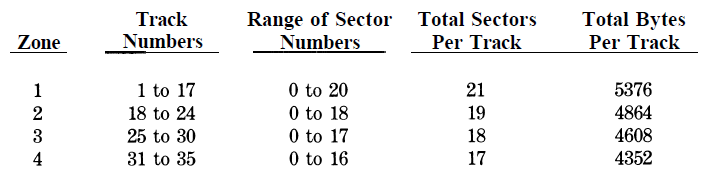 Track Range of Sector Total Sectors Total Bytes
Zone Numbers Numbers Per Track Per Track
1 1 to 17 0 to 20 21 5376
2 18 to 24 0 to 18 19 4864
3 25 to 30 0 to 17 18 4608
4 31 to 35 0 to 16 17 4352